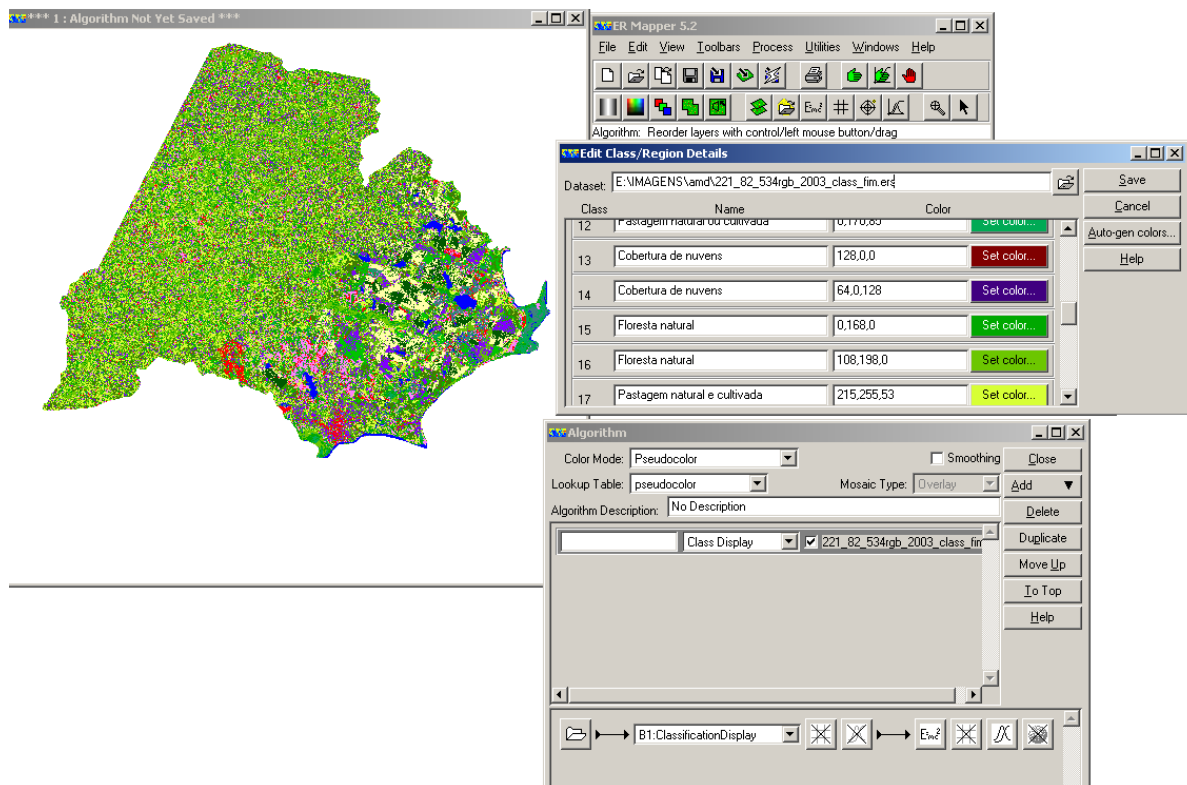 *** 1 : Algorithm Not Yet Saved ***
ER Mapper 5.2
File Edit View Toolbars Process Utilities Windows Help
Algorithm: Reorder layers with control/left mouse button/drag
Edit Class/Region Details
Dataset: E:\IMAGENS\amd\221_82_534rgb_2003_class_fim.ers
Save
Class Name Color
Cancel
12 Pastagem natural ou cultivada 0,170,85 Set color...
Auto-gen colors...
13 Cobertura de nuvens 128,0,0 Set color...
Help
14 Cobertura de nuvens 64,0,128 Set color...
15 Floresta natural 0,168,0 Set color...
16 Floresta natural 108,198,0 Set color...
17 Pastagem natural e cultivada 215,255,53 Set color...
Algorithm
Color Mode: Pseudocolor Smoothing Close
Lookup Table: pseudocolor Mosaic Type: Overlay Add
Algorithm Description: No Description Delete
Class Display 221_82_534rgb_2003_class_fim Duplicate
Move Up
To Top
Help
B1:ClassificationDisplay